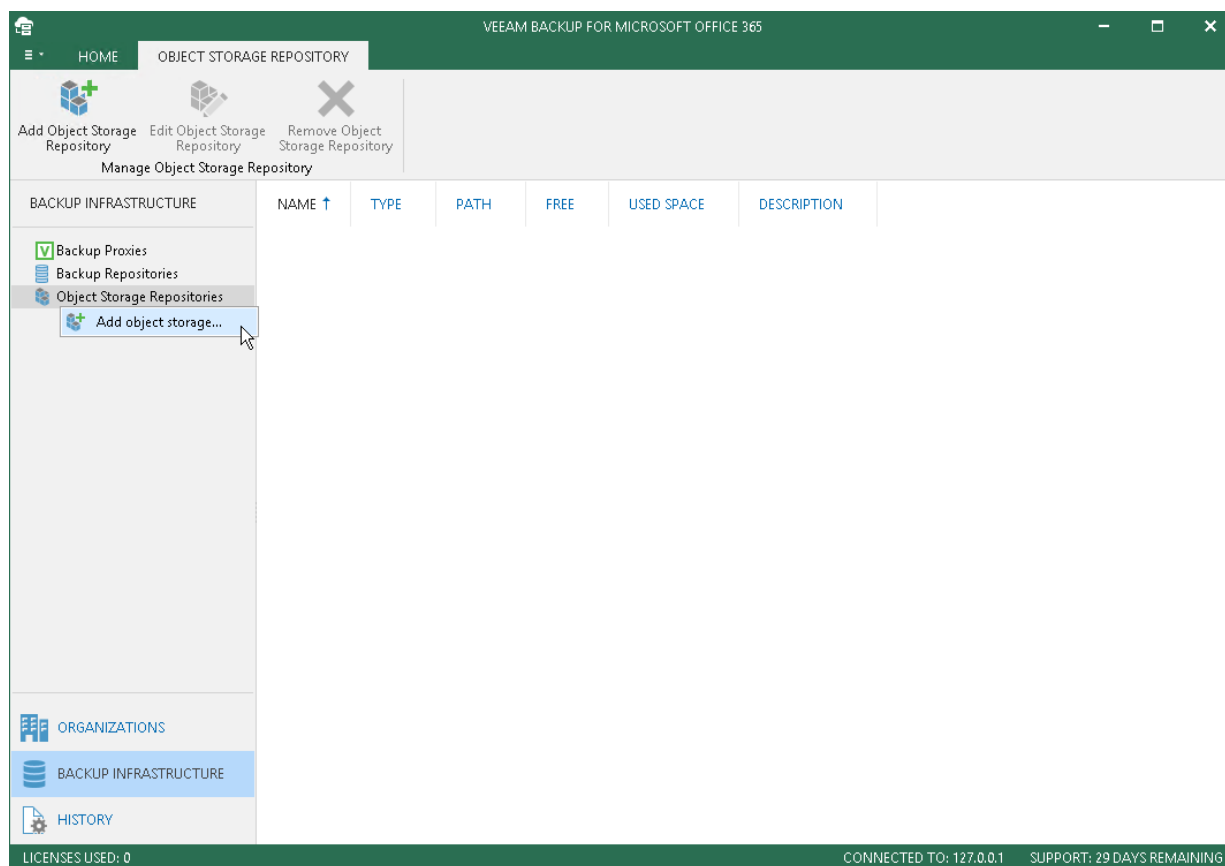 VEEAM BACKUP FOR MICROSOFT OFFICE 365
HOME
OBJECT STORAGE REPOSITORY
Add Object Storage
Repository
Edit Object Storage
Repository
Remove Object
Storage Repository
Manage Object Storage Repository
BACKUP INFRASTRUCTURE
NAME
TYPE
PATH
FREE
USED SPACE
DESCRIPTION
V Backup Proxies
Backup Repositories
Object Storage Repositories
Add object storage...
ORGANIZATIONS
BACKUP INFRASTRUCTURE
HISTORY
LICENSES USED: 0
CONNECTED TO: 127.0.0.1
SUPPORT: 29 DAYS REMAINING